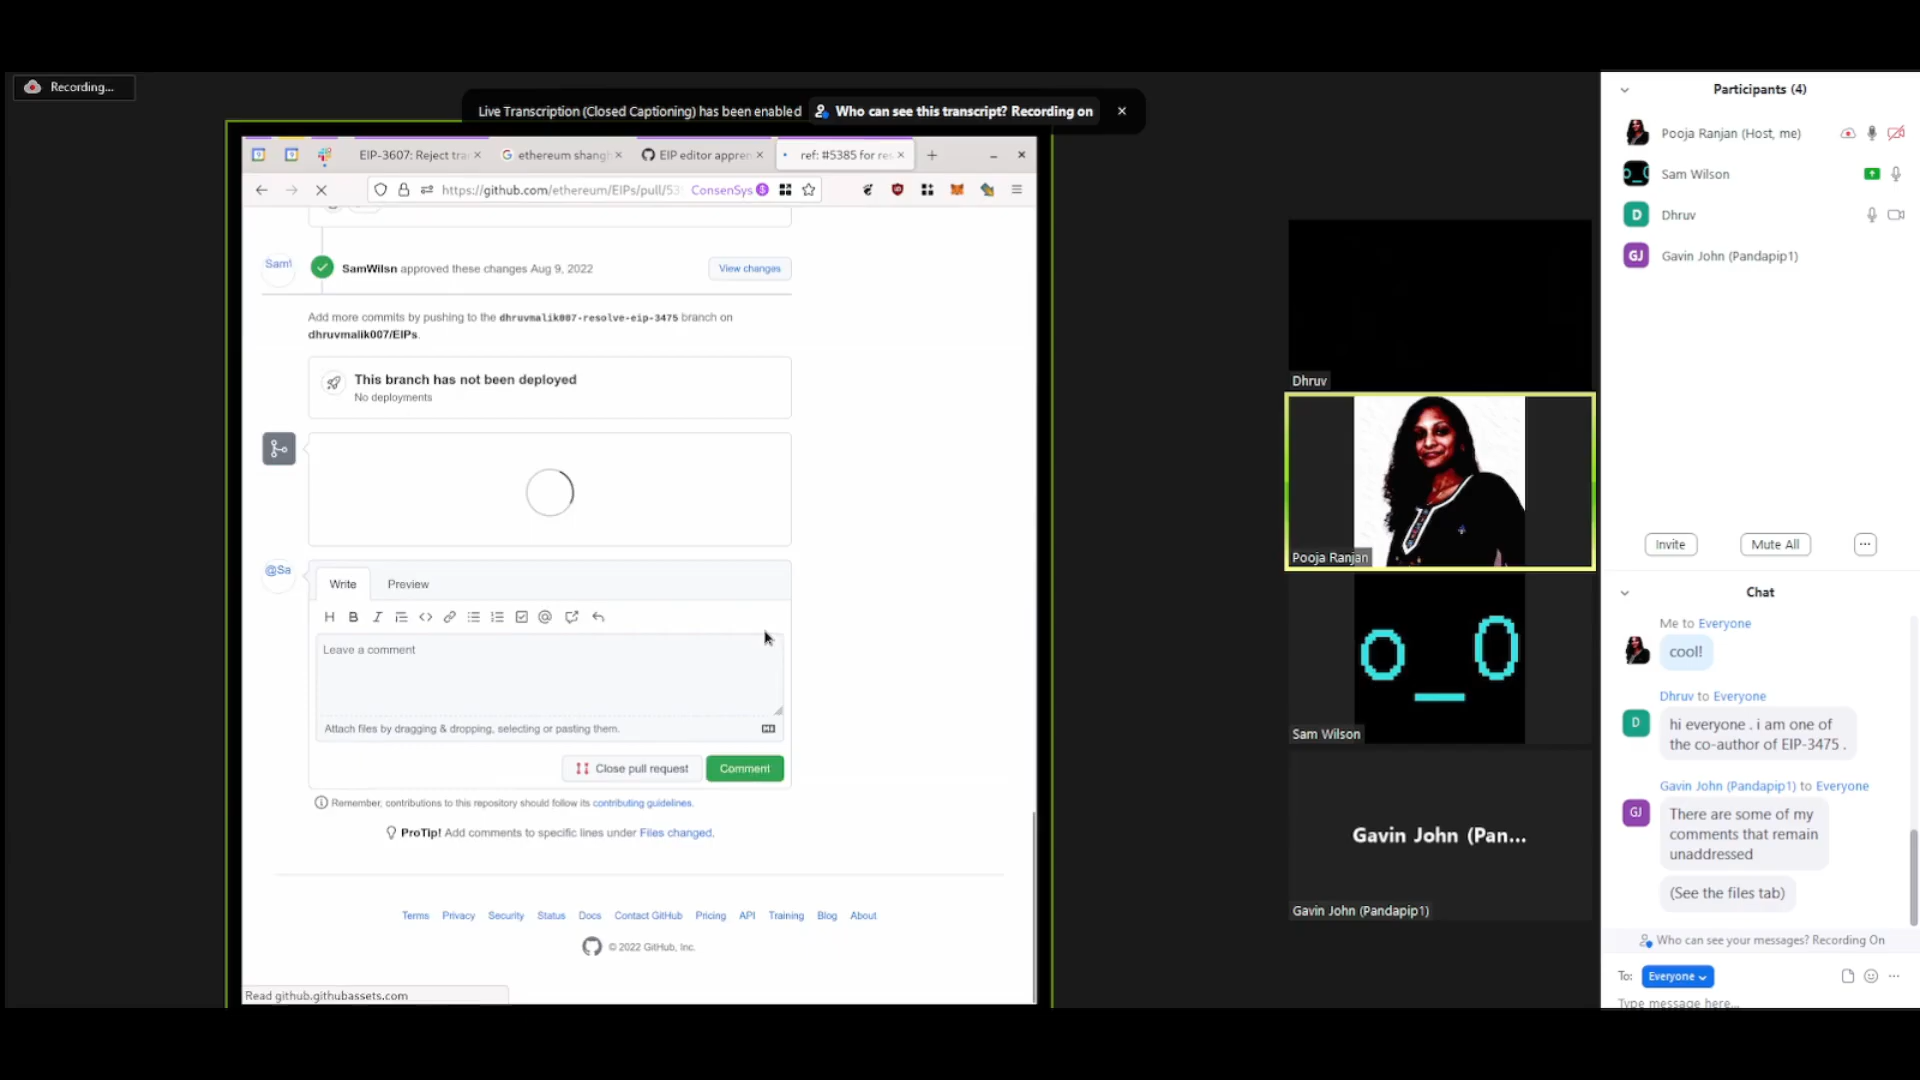 Recording...
Live Transcription (Closed Captioning) has been enabled Who can see this transcript? Recording on
EIP-3607: Reject tra
ethereum shangh
EIP editor appren
ref: #5385 for res
https://github.com/ethereum/EIPs/pull/53
ConsenSys
SamWilsn approved these changes Aug 9, 2022
View changes
Add more commits by pushing to the dhruvmalik007-resolve-eip-3475 branch on
dhruvmalik007/EIPs.
This branch has not been deployed
No deployments
@Sa
Write
Preview
Leave a comment
Attach files by dragging & dropping, selecting or pasting them.
Close pull request
Comment
Remember, contributions to this repository should follow its contributing guidelines.
ProTip! Add comments to specific lines under Files changed.
Terms Privacy Security Status Docs Contact GitHub Pricing API Training Blog About
© 2022 GitHub, Inc.
Read github.githubassets.com
Dhruv
Pooja Ranjan
Sam Wilson
Gavin John (Pan...
Gavin John (Pandapip1)
Participants (4)
Pooja Ranjan (Host, me)
Sam Wilson
D
Dhruv
GJ
Gavin John (Pandapip1)
Invite
Mute All
Chat
Me to Everyone
cool!
Dhruv to Everyone
D
hi everyone . i am one of
the co-author of EIP-3475 .
Gavin John (Pandapip1) to Everyone
GJ
There are some of my
comments that remain
unaddressed
(See the files tab)
Who can see your messages? Recording On
To:
Everyone
Type message here...